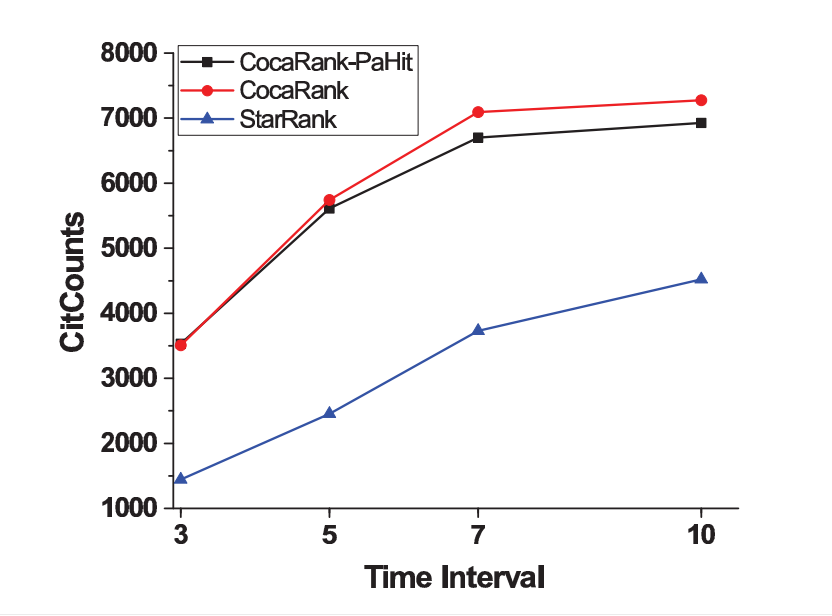 8000
7000
6000
5000
4000
3000
2000
1000
CitCounts
CocaRank-PaHit
CocaRank
StarRank
3 5 7 10
Time Interval